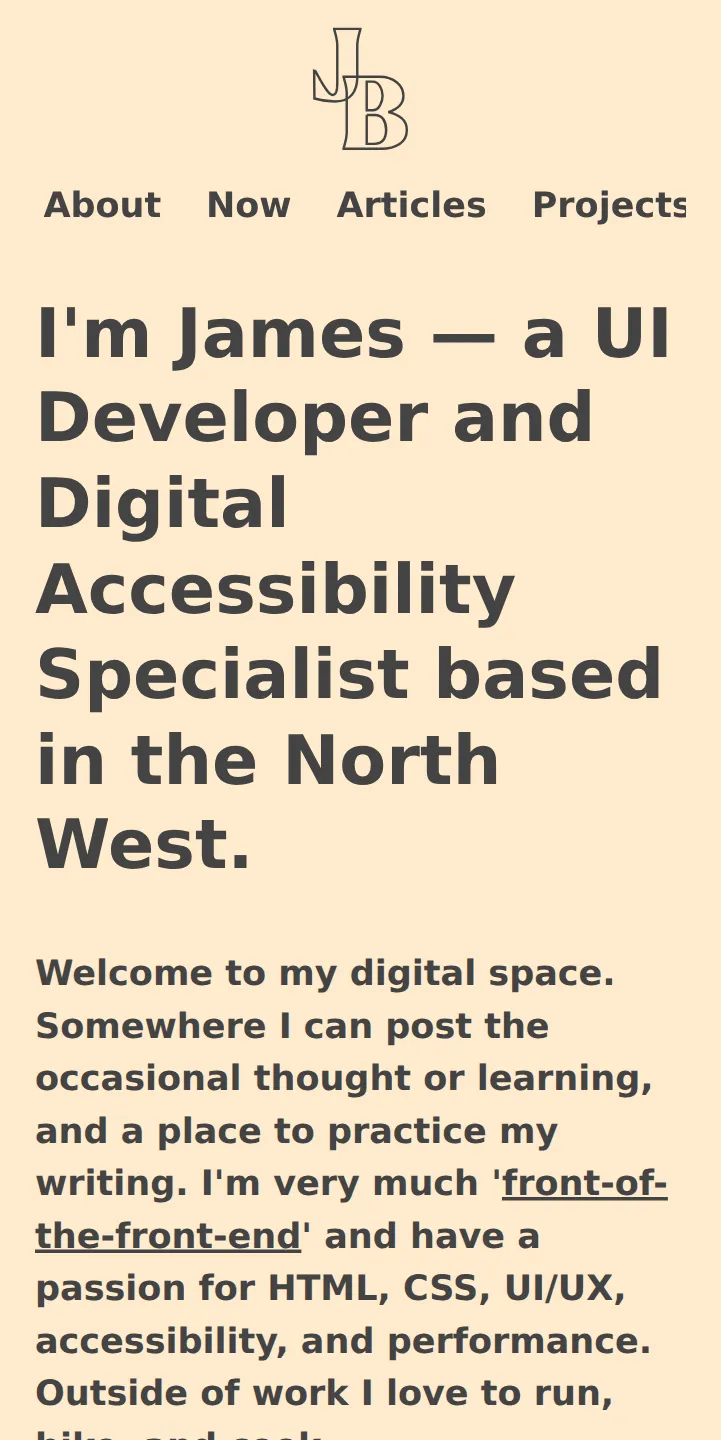 JB
About Now Articles Projects
I'm James — a UI
Developer and
Digital
Accessibility
Specialist based
in the North
West.
Welcome to my digital space.
Somewhere I can post the
occasional thought or learning,
and a place to practice my
writing. I'm very much 'front-of-
the-front-end' and have a
passion for HTML, CSS, UI/UX,
accessibility, and performance.
Outside of work I love to run,
hike, and cook.